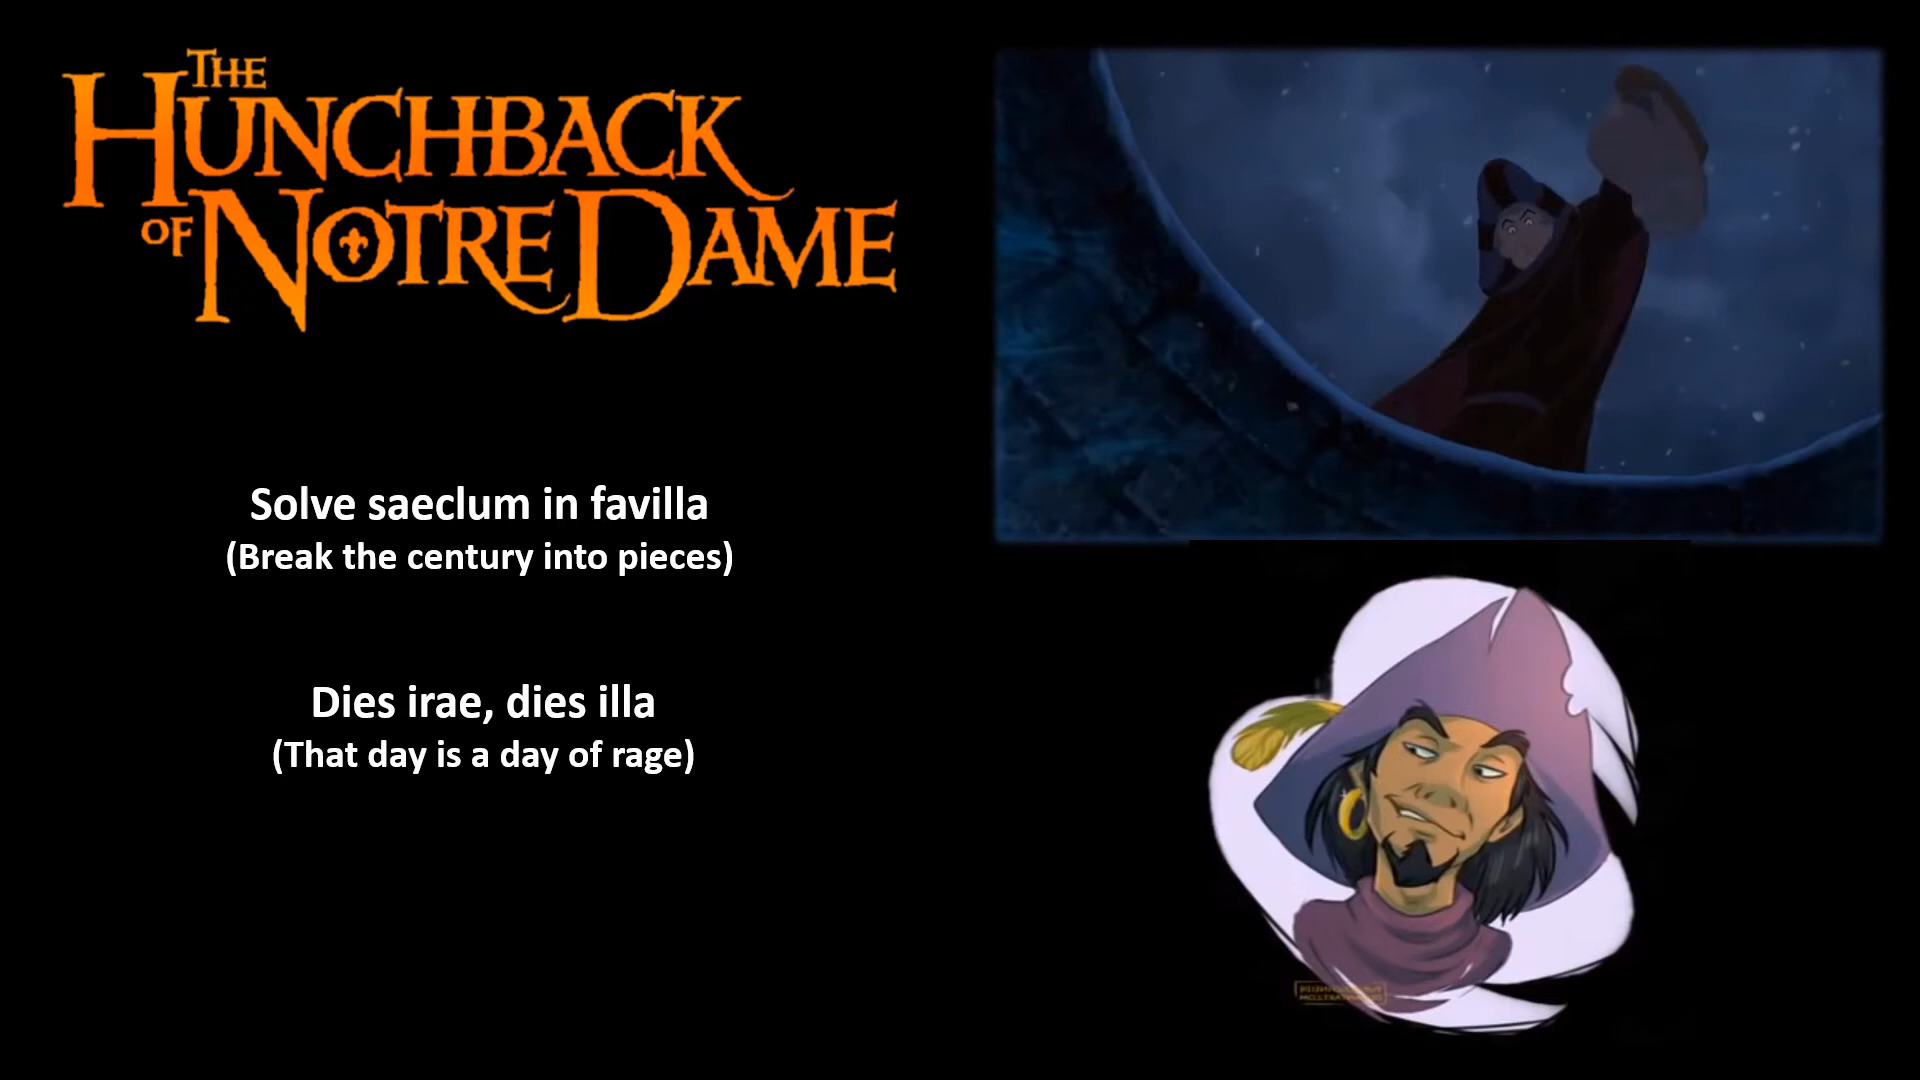 THE
HUNCHBACK
OF NOTRE DAME
Solve saeclum in favilla
(Break the century into pieces)
Dies irae, dies illa
(That day is a day of rage)